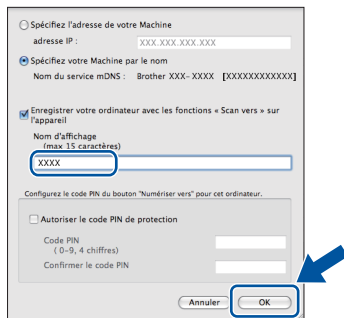 Spécifiez l'adresse de votre Machine
adresse IP : XXX.XXX.XXX.XXX
Spécifiez votre Machine par le nom
Nom du service mDNS : Brother XXX-XXXX [XXXXXXXXXXXX]
Enregistrer votre ordinateur avec les fonctions « Scan vers » sur
l'appareil
Nom d'affichage
(max 15 caractères)
XXXX
Configurez le code PIN du bouton "Numériser vers" pour cet ordinateur.
Autoriser le code PIN de protection
Code PIN
( 0-9, 4 chiffres)
Confirmer le code PIN
Annuler OK